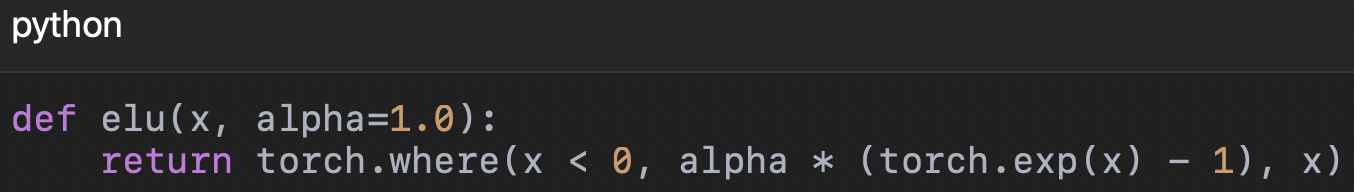 python
def elu(x, alpha=1.0):
    return torch.where(x < 0, alpha * (torch.exp(x) - 1), x)